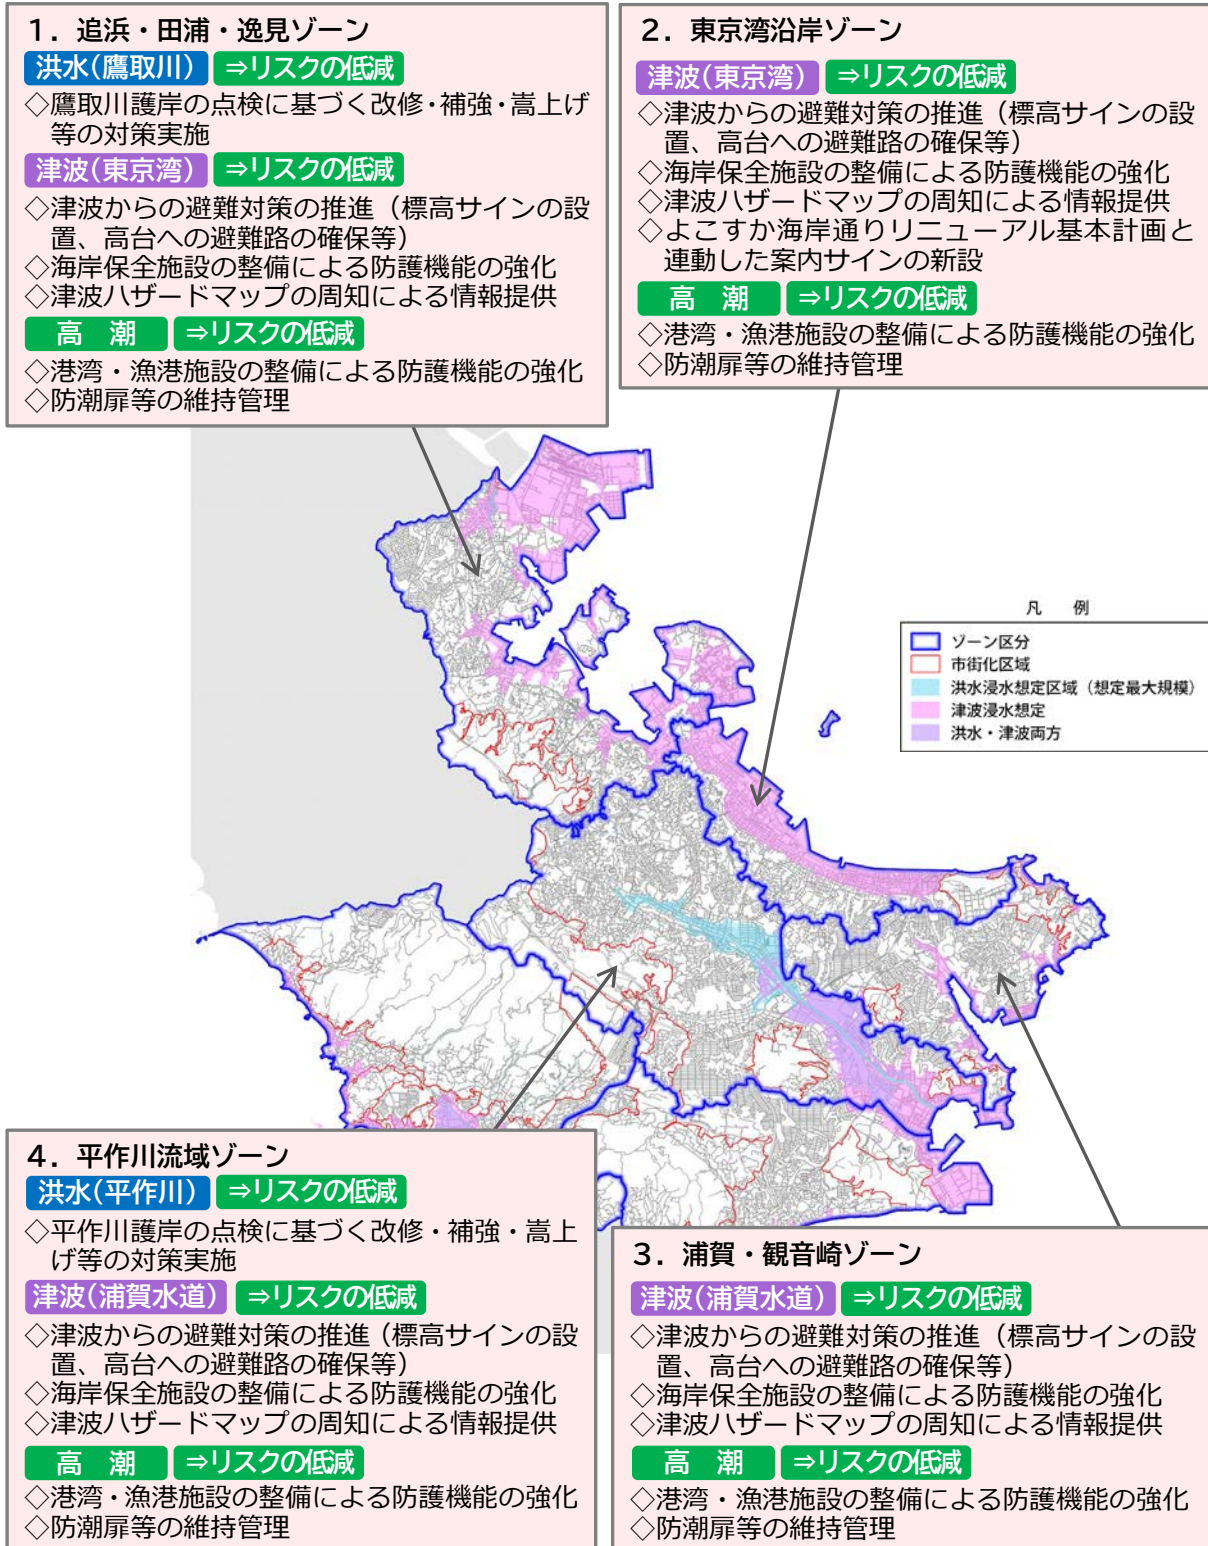 1．追浜・田浦・逸見ゾーン
洪水(鷹取川) ⇒リスクの低減
◇鷹取川護岸の点検に基づく改修・補強・嵩上げ
等の対策実施
津波(東京湾) ⇒リスクの低減
◇津波からの避難対策の推進（標高サインの設
置、高台への避難路の確保等）
◇海岸保全施設の整備による防護機能の強化
◇津波ハザードマップの周知による情報提供
高　潮 ⇒リスクの低減
◇港湾・漁港施設の整備による防護機能の強化
◇防潮扉等の維持管理
2．東京湾沿岸ゾーン
津波(東京湾) ⇒リスクの低減
◇津波からの避難対策の推進（標高サインの設
置、高台への避難路の確保等）
◇海岸保全施設の整備による防護機能の強化
◇津波ハザードマップの周知による情報提供
◇よこすか海岸通りリニューアル基本計画と
連動した案内サインの新設
高　潮 ⇒リスクの低減
◇港湾・漁港施設の整備による防護機能の強化
◇防潮扉等の維持管理
凡　例
ゾーン区分
市街化区域
洪水浸水想定区域（想定最大規模）
津波浸水想定
洪水・津波両方
4．平作川流域ゾーン
洪水(平作川) ⇒リスクの低減
◇平作川護岸の点検に基づく改修・補強・嵩上
げ等の対策実施
津波(浦賀水道) ⇒リスクの低減
◇津波からの避難対策の推進（標高サインの設
置、高台への避難路の確保等）
◇海岸保全施設の整備による防護機能の強化
◇津波ハザードマップの周知による情報提供
高　潮 ⇒リスクの低減
◇港湾・漁港施設の整備による防護機能の強化
◇防潮扉等の維持管理
3．浦賀・観音崎ゾーン
津波(浦賀水道) ⇒リスクの低減
◇津波からの避難対策の推進（標高サインの設
置、高台への避難路の確保等）
◇海岸保全施設の整備による防護機能の強化
◇津波ハザードマップの周知による情報提供
高　潮 ⇒リスクの低減
◇港湾・漁港施設の整備による防護機能の強化
◇防潮扉等の維持管理